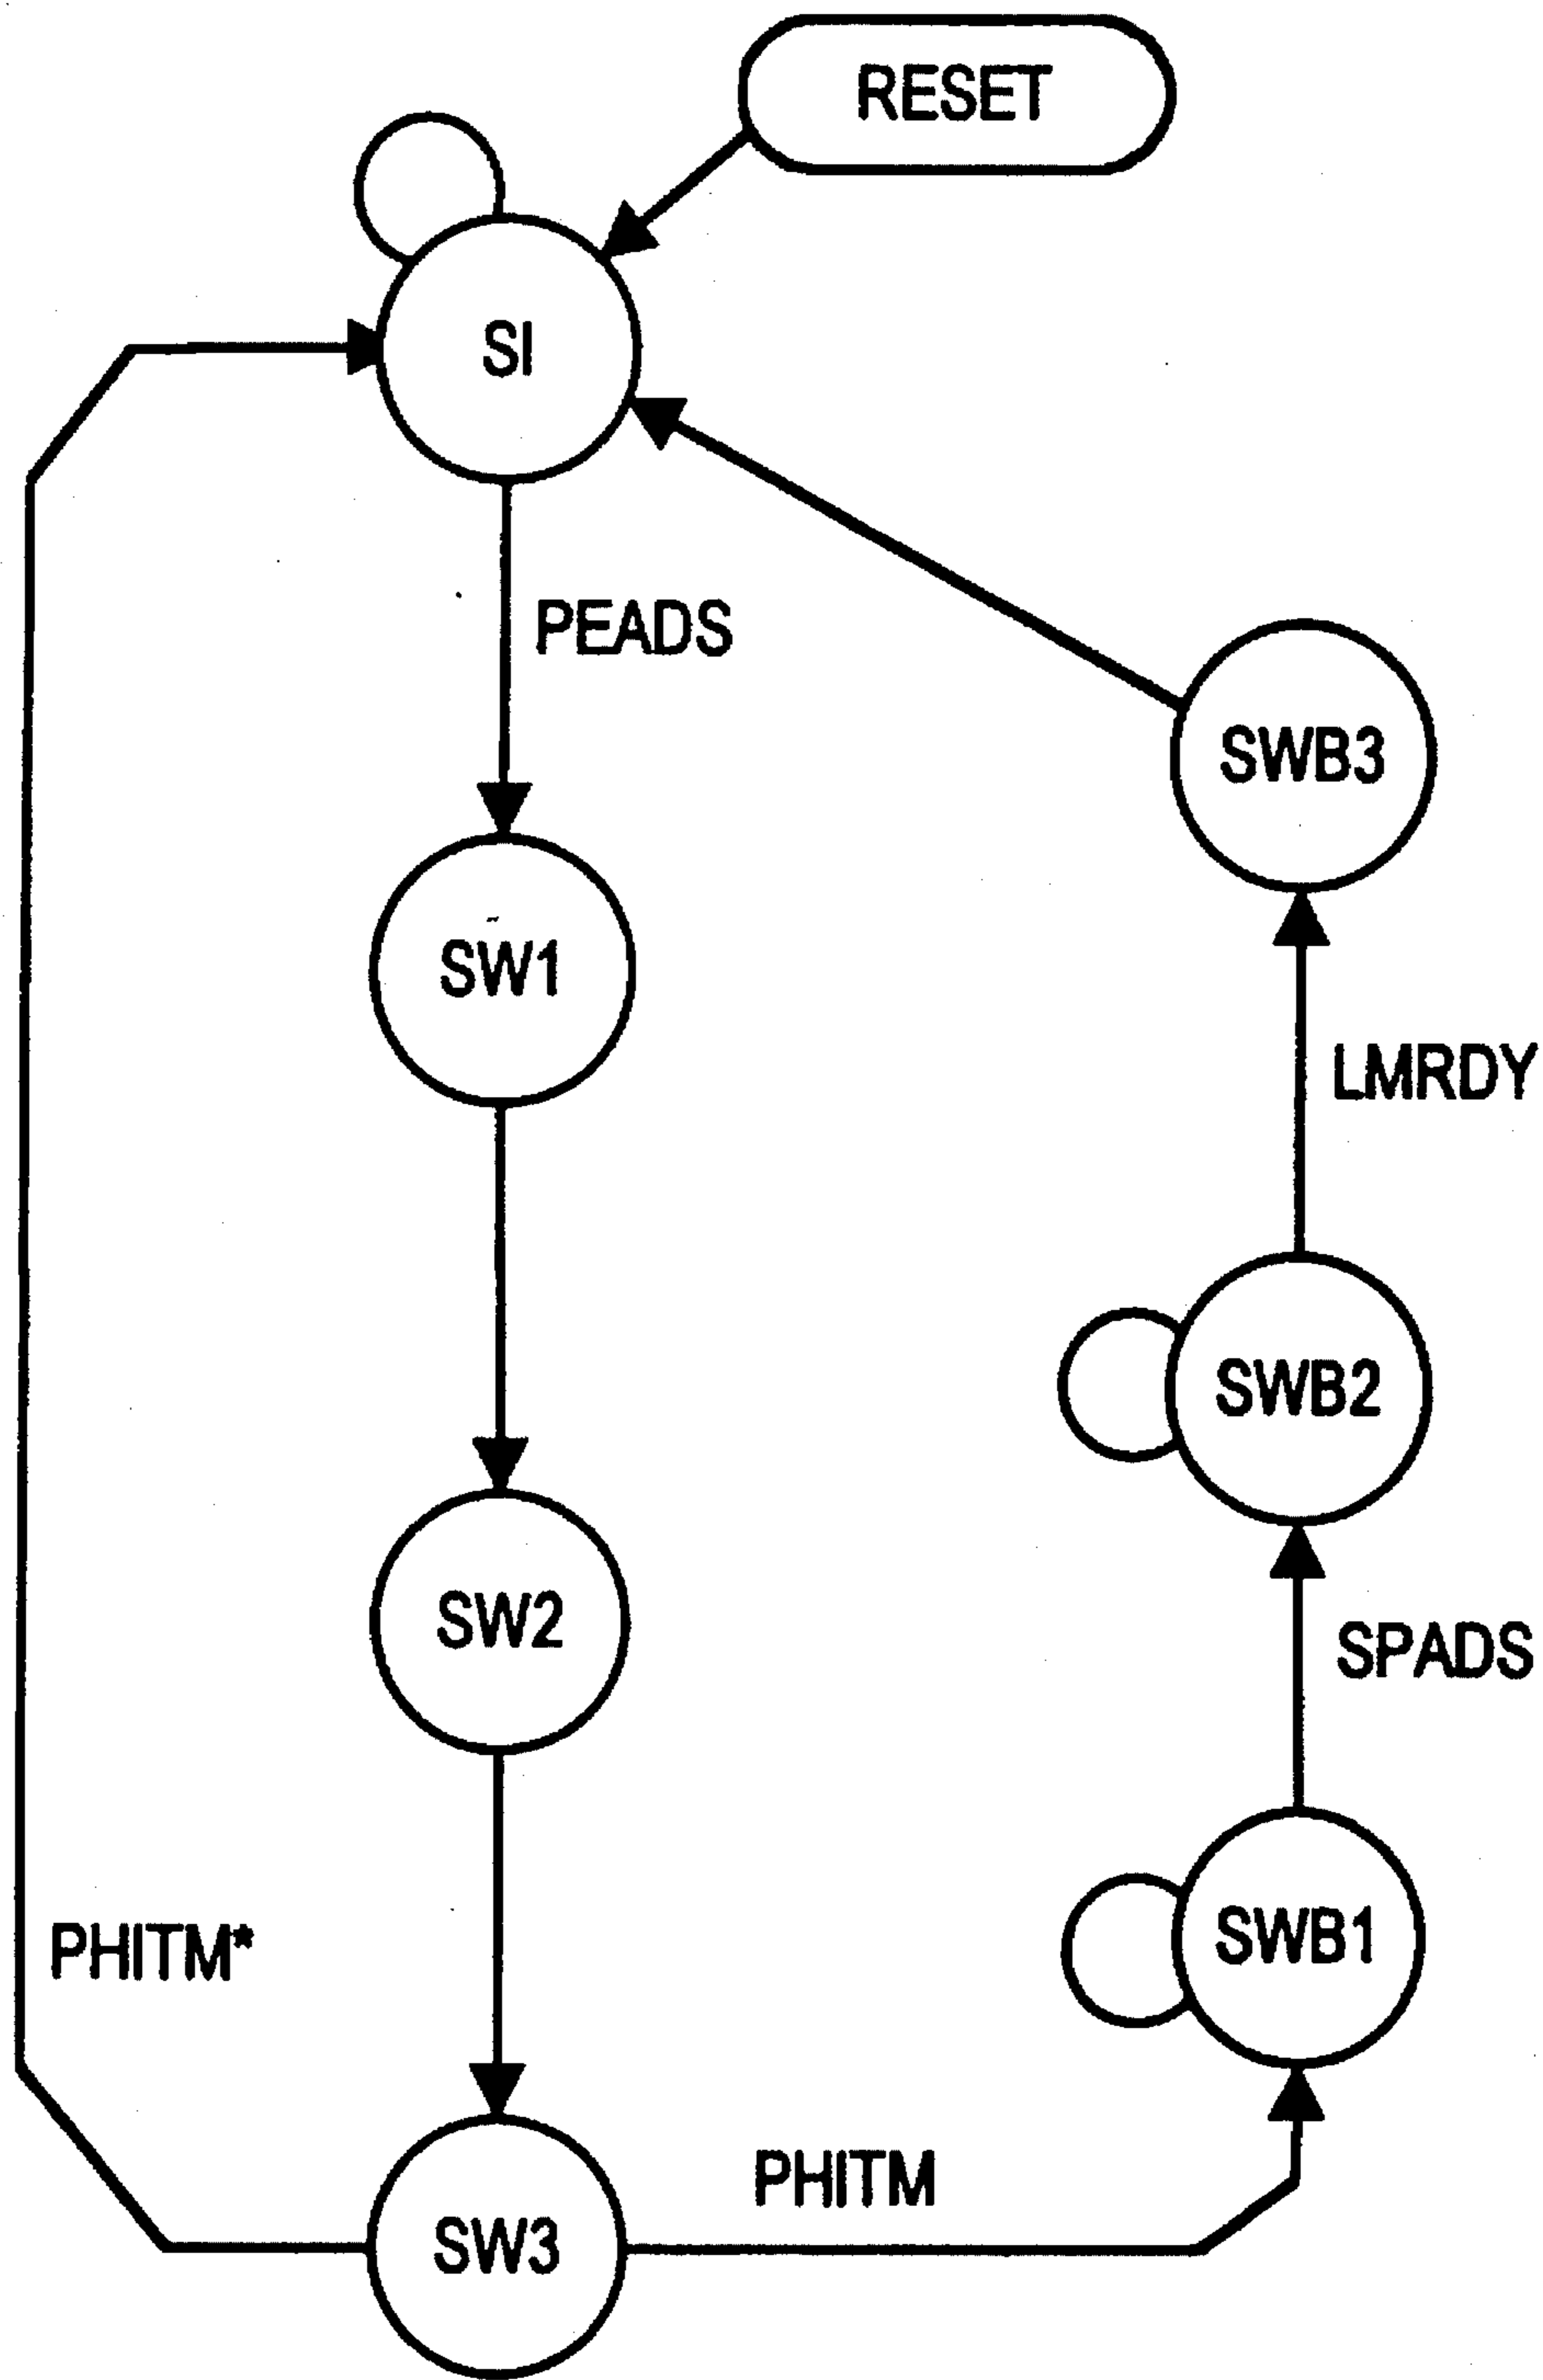 RESET
SI
PEADS
SWB3
SW1
LMRDY
SWB2
SW2
SPADS
SWB1
PHITM*
PHITM
SW3